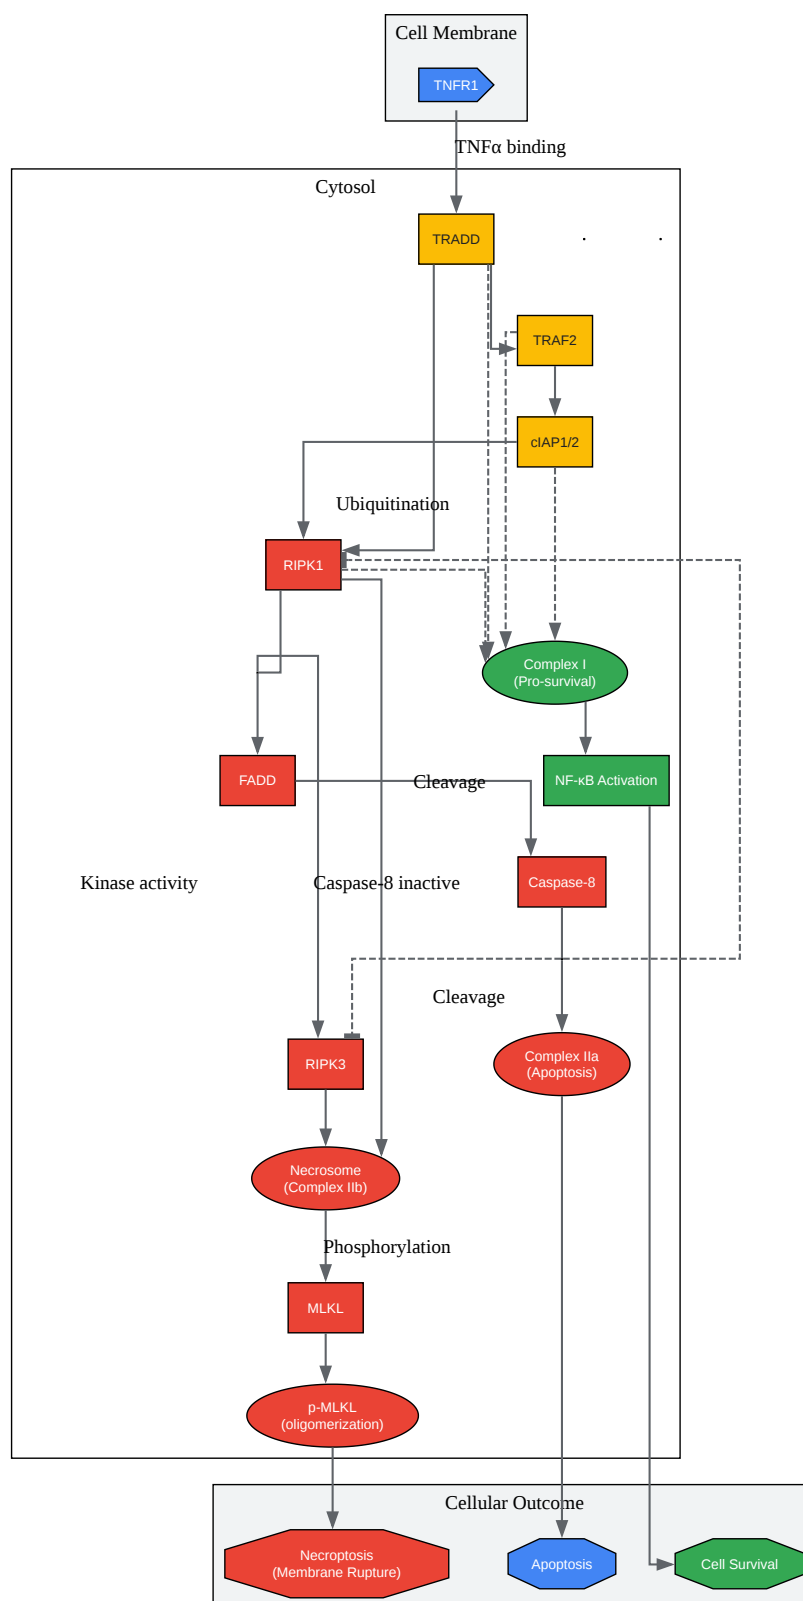 Cell Membrane
TNFR1
TNFα binding
Cytosol
TRADD
TRAF2
cIAP1/2
Ubiquitination
RIPK1
Complex I
(Pro-survival)
FADD
Cleavage
NF-κB Activation
Kinase activity
Caspase-8 inactive
Caspase-8
Cleavage
RIPK3
Complex IIa
(Apoptosis)
Necrosome
(Complex IIb)
Phosphorylation
MLKL
p-MLKL
(oligomerization)
Cellular Outcome
Necroptosis
(Membrane Rupture)
Apoptosis
Cell Survival